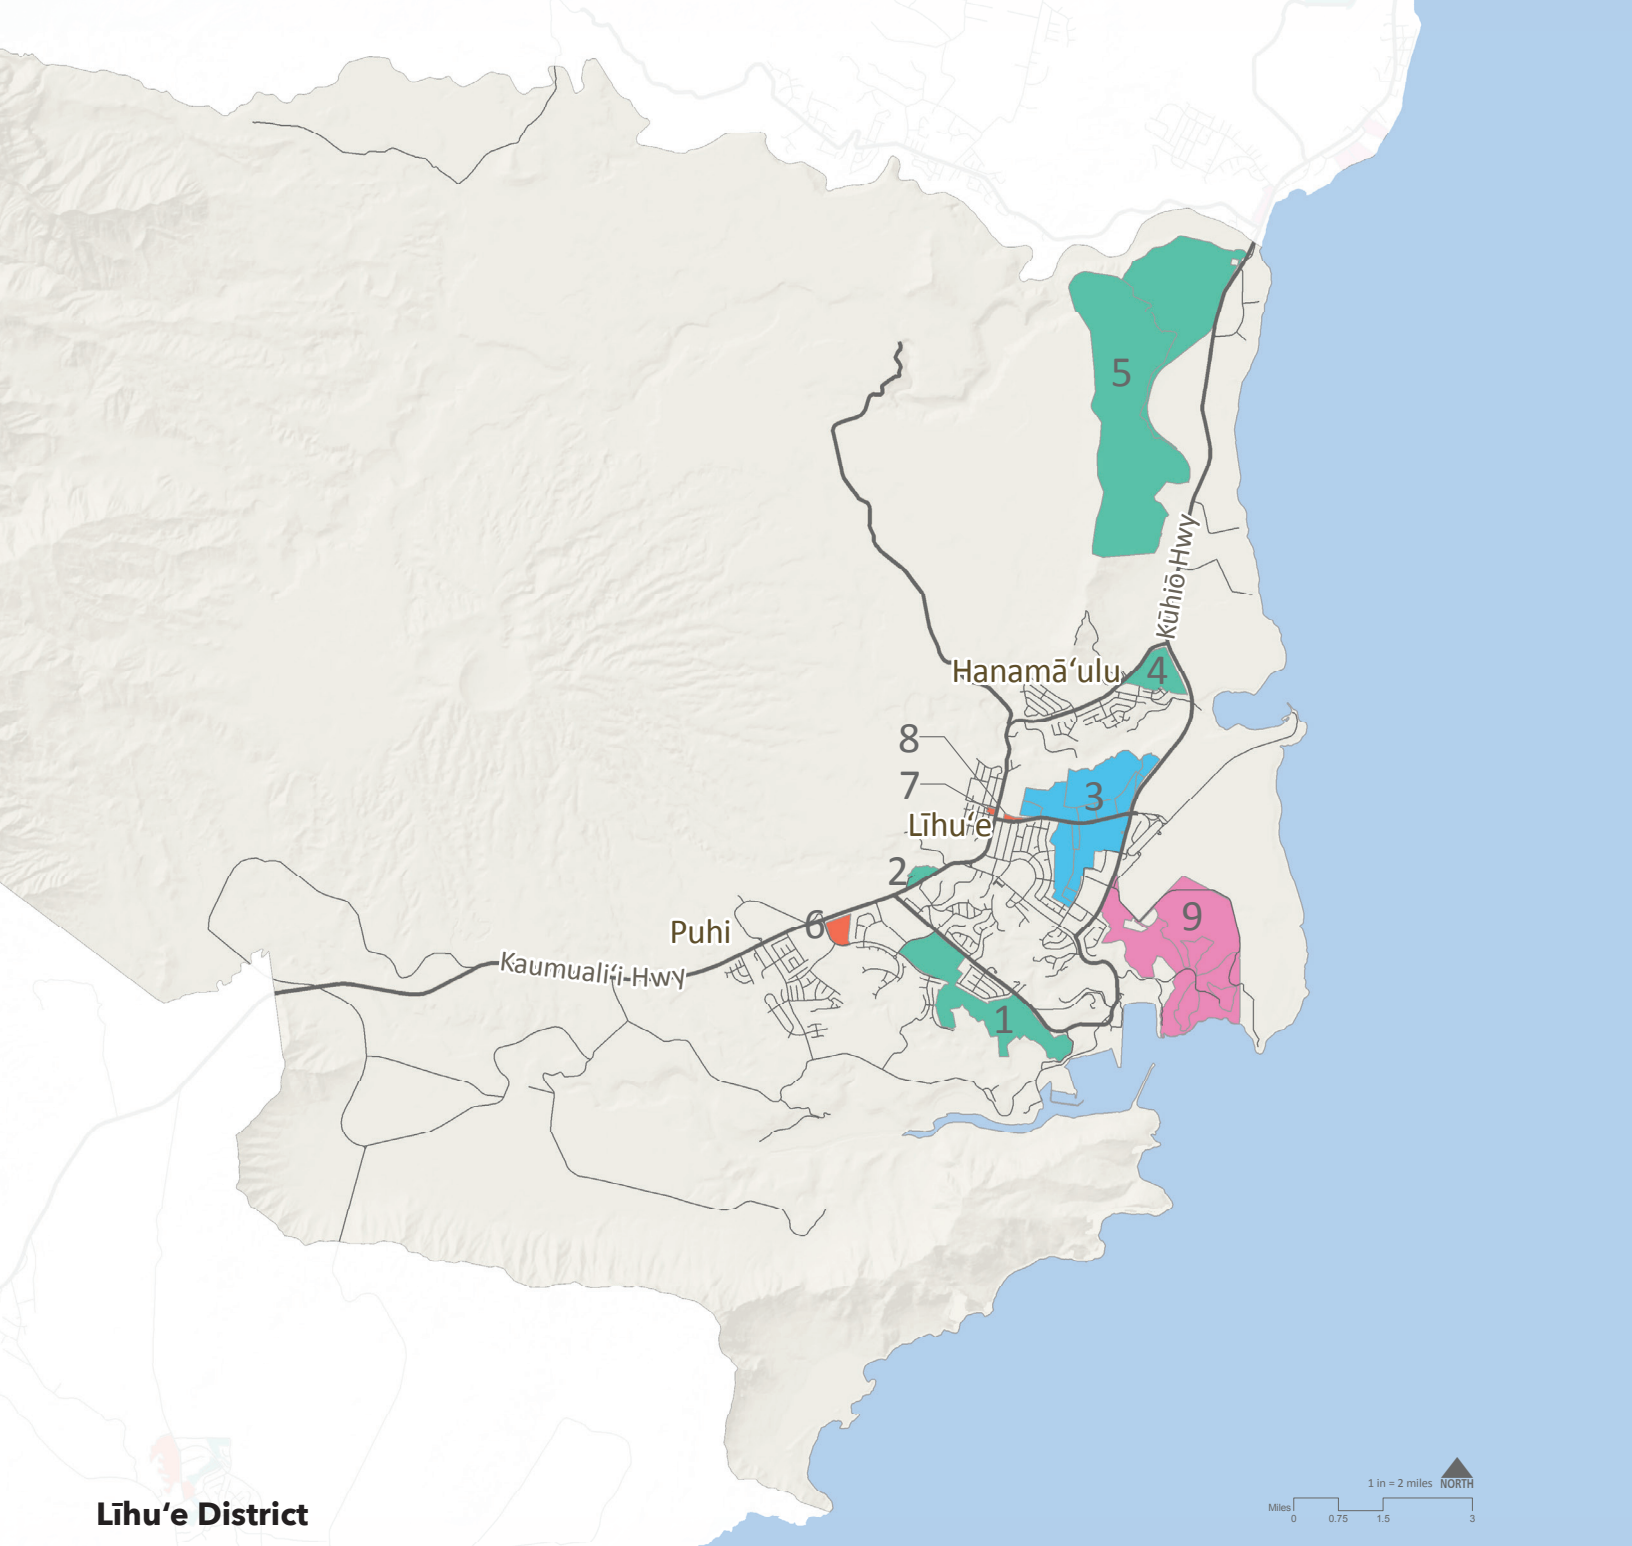 5
Kūhiō Hwy
Hanamāʻulu
4
8
7
3
Līhuʻe
2
Puhi
6
9
Kaumualiʻi Hwy
1
1 in = 2 miles
NORTH
Miles
0 0.75 1.5 3
Līhuʻe District